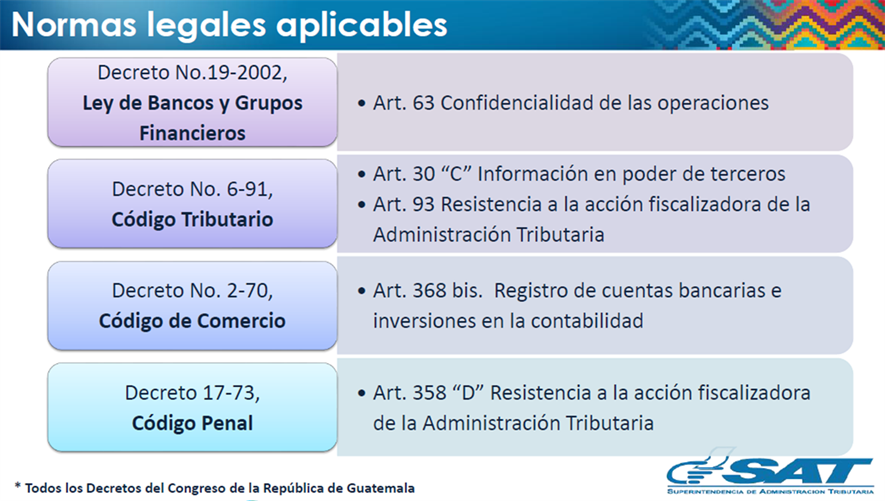 Normas legales aplicables
Decreto No.19-2002,
Ley de Bancos y Grupos
Financieros
• Art. 63 Confidencialidad de las operaciones
Decreto No. 6-91,
Código Tributario
• Art. 30 “C” Información en poder de terceros
• Art. 93 Resistencia a la acción fiscalizadora de la
Administración Tributaria
Decreto No. 2-70,
Código de Comercio
• Art. 368 bis.  Registro de cuentas bancarias e
inversiones en la contabilidad
Decreto 17-73,
Código Penal
• Art. 358 “D” Resistencia a la acción fiscalizadora
de la Administración Tributaria
SAT
SUPERINTENDENCIA DE ADMINISTRACIÓN TRIBUTARIA
* Todos los Decretos del Congreso de la República de Guatemala